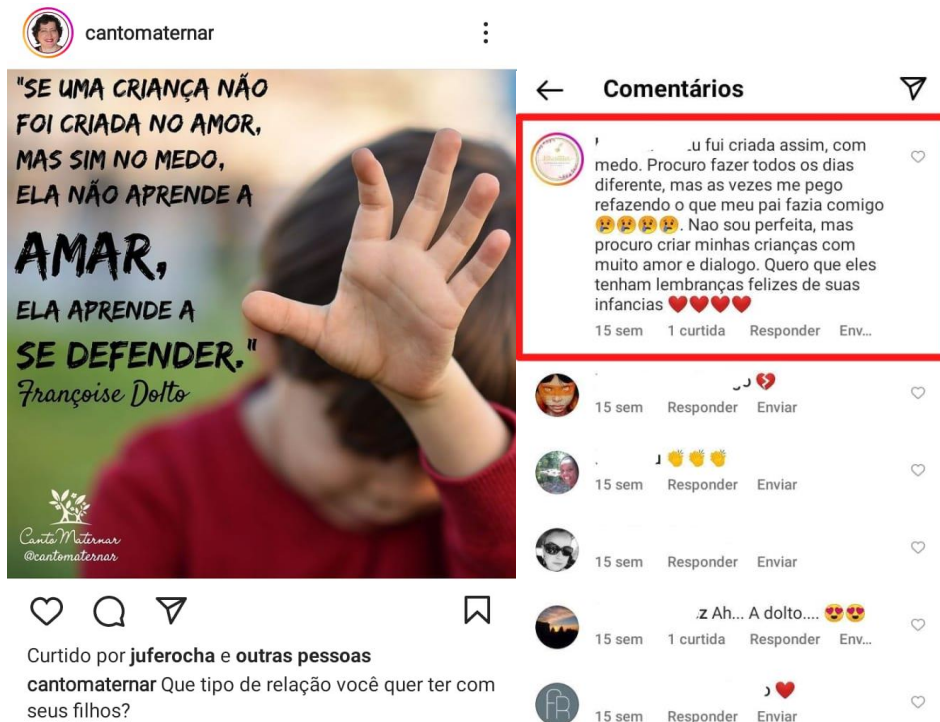 cantomaternar
"SE UMA CRIANÇA NÃO
FOI CRIADA NO AMOR,
MAS SIM NO MEDO,
ELA NÃO APRENDE A
AMAR,
ELA APRENDE A
SE DEFENDER."
Françoise Dolto
Canto Maternar
@cantomaternar
Curtido por juferocha e outras pessoas
cantomaternar Que tipo de relação você quer ter com
seus filhos?
Comentários
u fui criada assim, com
medo. Procuro fazer todos os dias
diferente, mas as vezes me pego
refazendo o que meu pai fazia comigo
😢😢😢😢. Nao sou perfeita, mas
procuro criar minhas crianças com
muito amor e dialogo. Quero que eles
tenham lembranças felizes de suas
infancias ❤️❤️❤️❤️
15 sem 1 curtida Responder Env...
💔
15 sem Responder Enviar
👏👏👏
15 sem Responder Enviar
15 sem Responder Enviar
z Ah... A dolto.... 😍😍
15 sem 1 curtida Responder Env...
FR
❤️
15 sem Responder Enviar